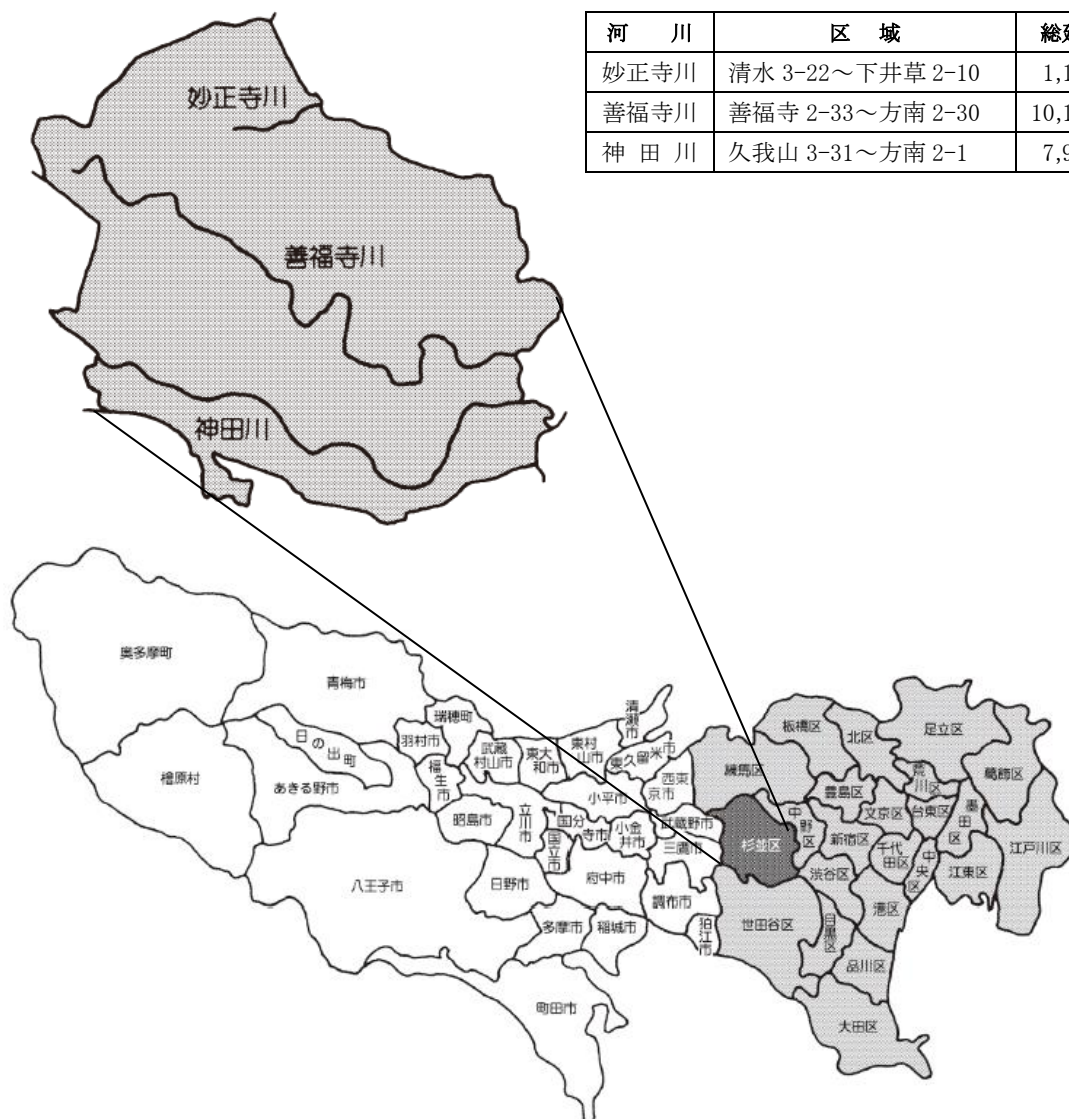 河　川 区　域 総
妙正寺川 清水 3-22～下井草 2-10 1,1
善福寺川 善福寺 2-33～方南 2-30 10,1
神 田 川 久我山 3-31～方南 2-1 7,9
妙正寺川
善福寺川
神田川
奥多摩町
青梅市
瑞穂町
日の出町
羽村市
武蔵村山市
東大和市
東村山市
清瀬市
東久留米市
西東京市
檜原村
あきる野市
福生市
昭島市
立川市
小平市
国分寺市
国立市
小金井市
武蔵野市
三鷹市
八王子市
日野市
府中市
調布市
狛江市
多摩市
稲城市
町田市
練馬区
板橋区
北区
足立区
葛飾区
荒川区
豊島区
文京区
台東区
墨田区
杉並区
中野区
新宿区
千代田区
中央区
江東区
江戸川区
渋谷区
港区
世田谷区
目黒区
品川区
大田区